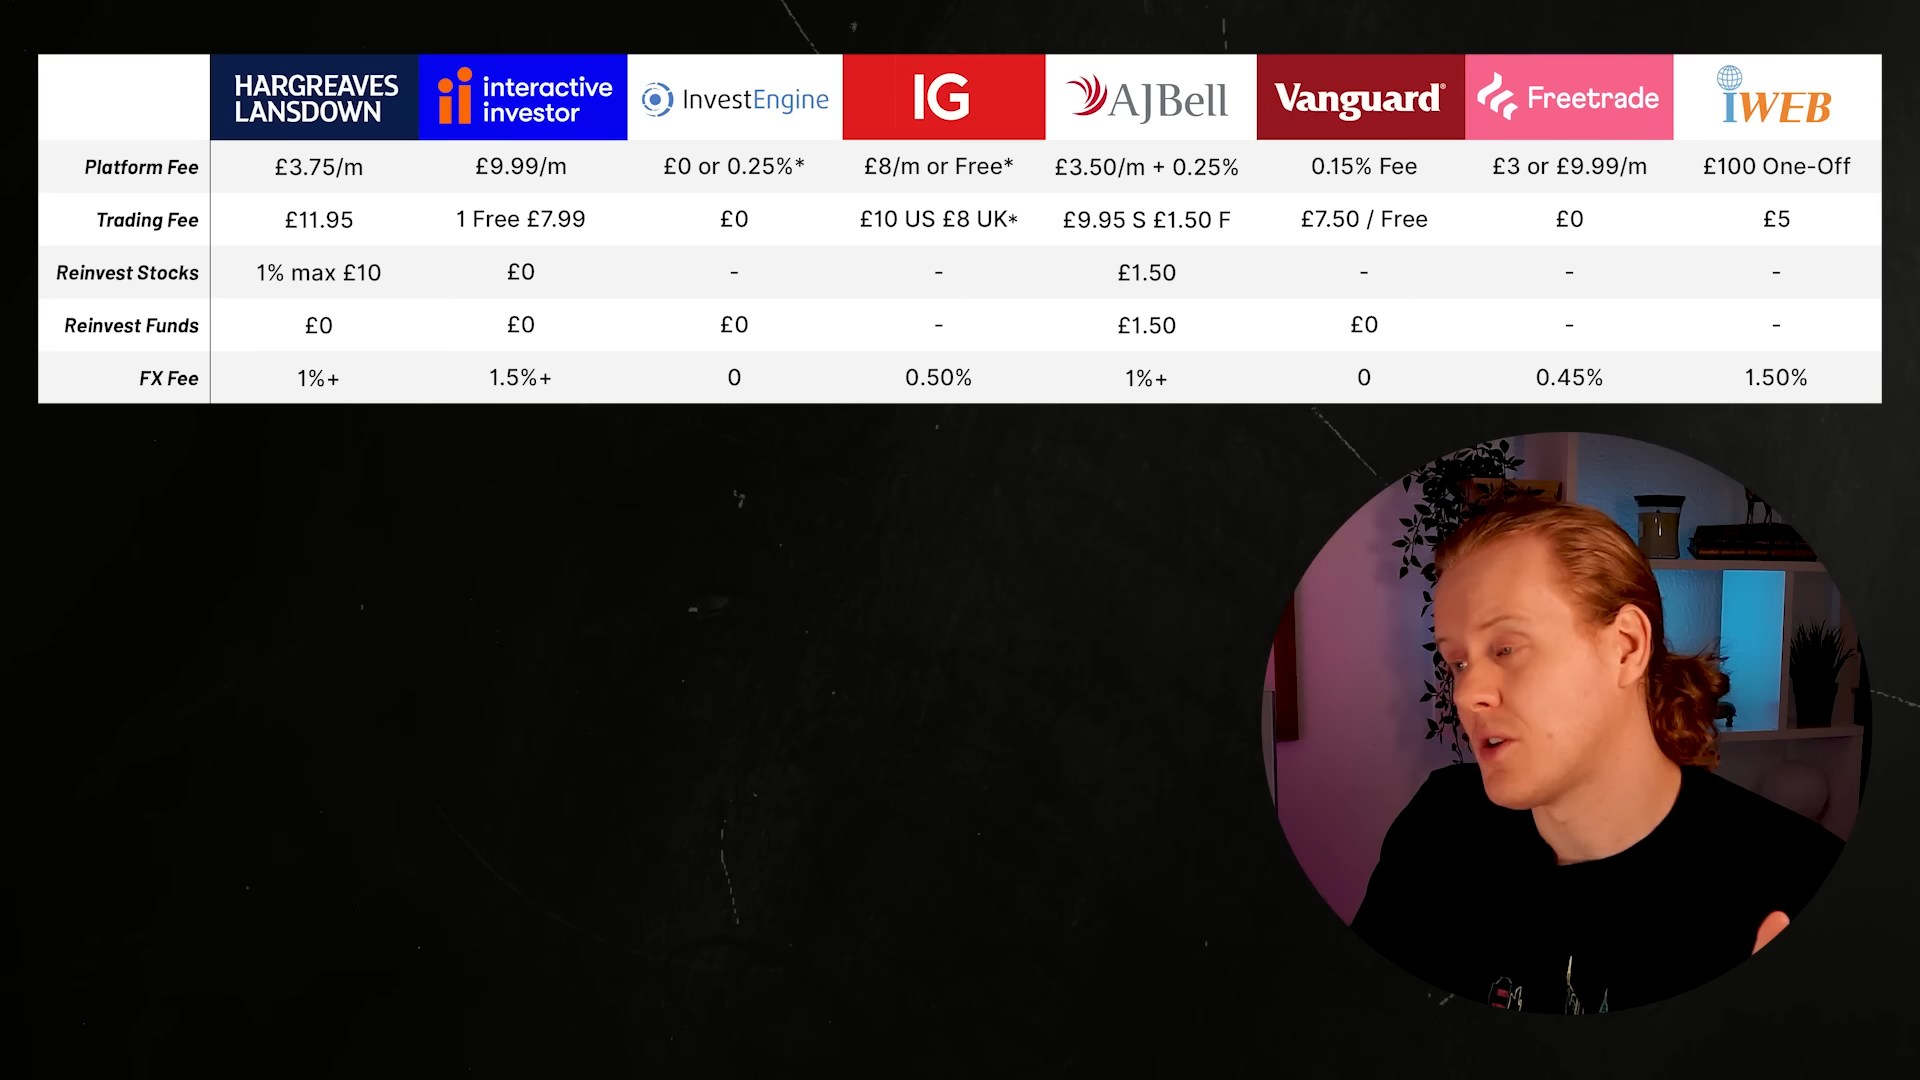 HARGREAVES LANSDOWN interactive investor InvestEngine IG AJBell Vanguard® Freetrade iWEB
Platform Fee £3.75/m £9.99/m £0 or 0.25%* £8/m or Free* £3.50/m + 0.25% 0.15% Fee £3 or £9.99/m £100 One-Off
Trading Fee £11.95 1 Free £7.99 £0 £10 US £8 UK* £9.95 S £1.50 F £7.50 / Free £0 £5
Reinvest Stocks 1% max £10 £0 - - £1.50 - - -
Reinvest Funds £0 £0 £0 - £1.50 £0 - -
FX Fee 1%+ 1.5%+ 0 0.50% 1%+ 0 0.45% 1.50%